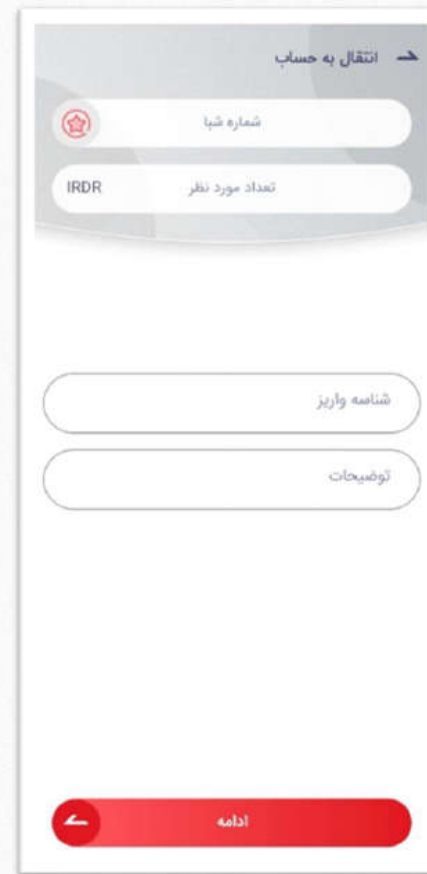 انتقال به حساب
شماره شبا
تعداد مورد نظر IRDR
شناسه واریز
توضیحات
ادامه